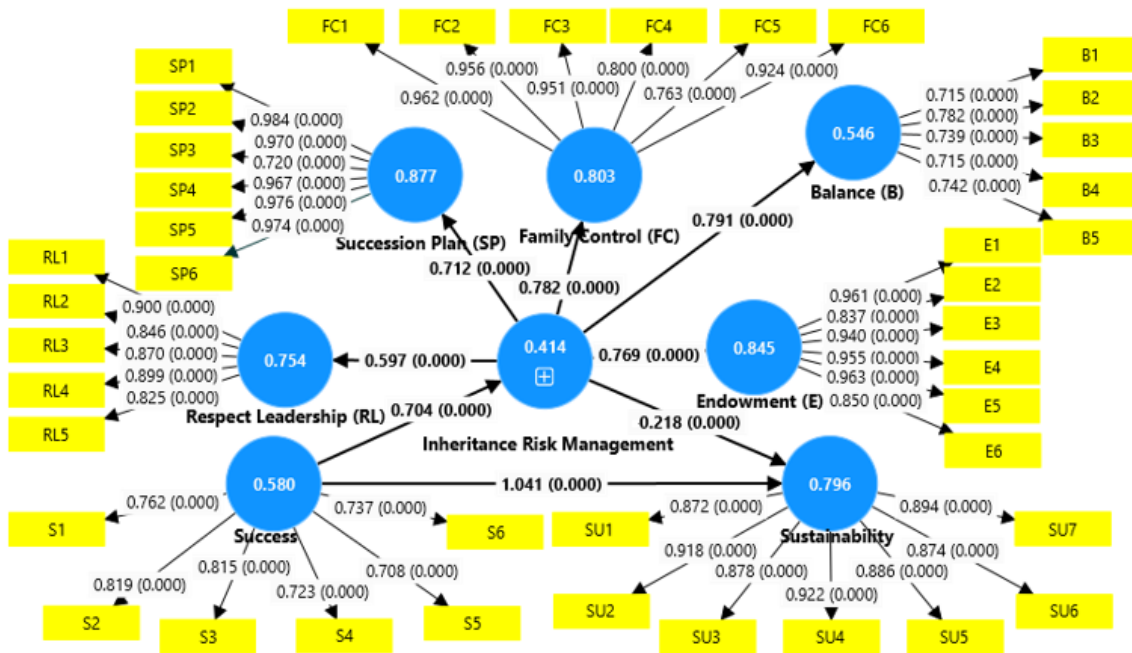 FC1
FC2
FC3
FC4
FC5
FC6
0.962 (0.000)
0.956 (0.000)
0.951 (0.000)
0.800 (0.000)
0.763 (0.000)
0.924 (0.000)
SP1
SP2
SP3
SP4
SP5
SP6
0.984 (0.000)
0.970 (0.000)
0.720 (0.000)
0.967 (0.000)
0.976 (0.000)
0.974 (0.000)
0.877
Succession Plan (SP)
0.803
Family Control (FC)
0.546
Balance (B)
0.715 (0.000)
0.782 (0.000)
0.739 (0.000)
0.715 (0.000)
0.742 (0.000)
B1
B2
B3
B4
B5
0.712 (0.000)
0.782 (0.000)
0.791 (0.000)
RL1
RL2
RL3
RL4
RL5
0.900 (0.000)
0.846 (0.000)
0.870 (0.000)
0.899 (0.000)
0.825 (0.000)
0.754
Respect Leadership (RL)
0.597 (0.000)
0.414
Inheritance Risk Management
0.769 (0.000)
0.845
Endowment (E)
0.961 (0.000)
0.837 (0.000)
0.940 (0.000)
0.955 (0.000)
0.963 (0.000)
0.850 (0.000)
E1
E2
E3
E4
E5
E6
0.704 (0.000)
0.218 (0.000)
0.580
Success
1.041 (0.000)
0.796
Sustainability
0.762 (0.000)
0.819 (0.000)
0.815 (0.000)
0.723 (0.000)
0.708 (0.000)
0.737 (0.000)
S1
S2
S3
S4
S5
S6
0.872 (0.000)
0.918 (0.000)
0.878 (0.000)
0.922 (0.000)
0.886 (0.000)
0.874 (0.000)
0.894 (0.000)
SU1
SU2
SU3
SU4
SU5
SU6
SU7